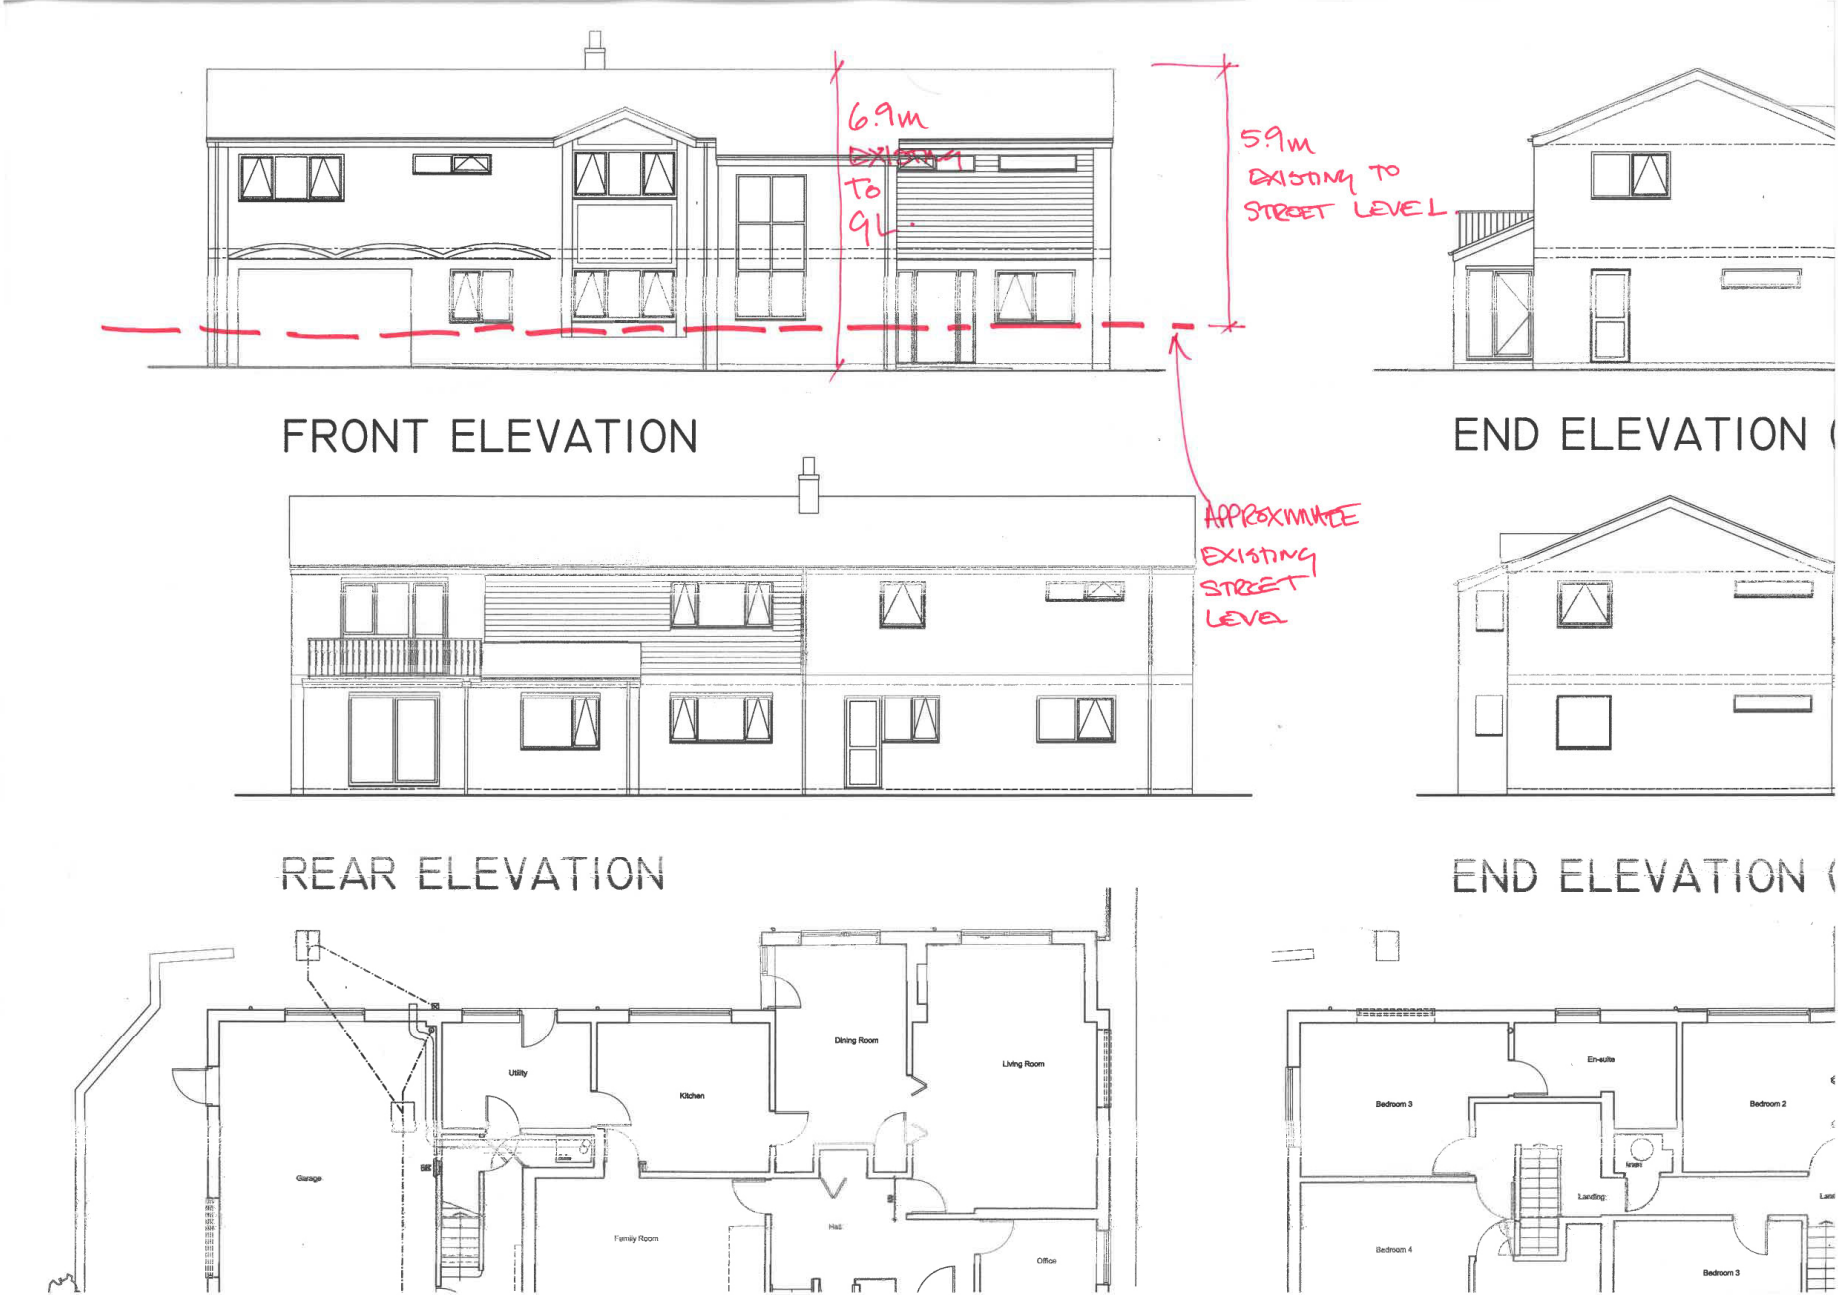 6.9m
EXISTING
TO
GL.
5.9m
EXISTING TO
STREET LEVEL.
FRONT ELEVATION
END ELEVATION (
APPROXIMATE
EXISTING
STREET
LEVEL
REAR ELEVATION
END ELEVATION (
Dining Room
Living Room
Utility
Kitchen
Garage
Hall
Family Room
Office
En-suite
Bedroom 3
Bedroom 2
Landing
Lan
Bedroom 4
Bedroom 3